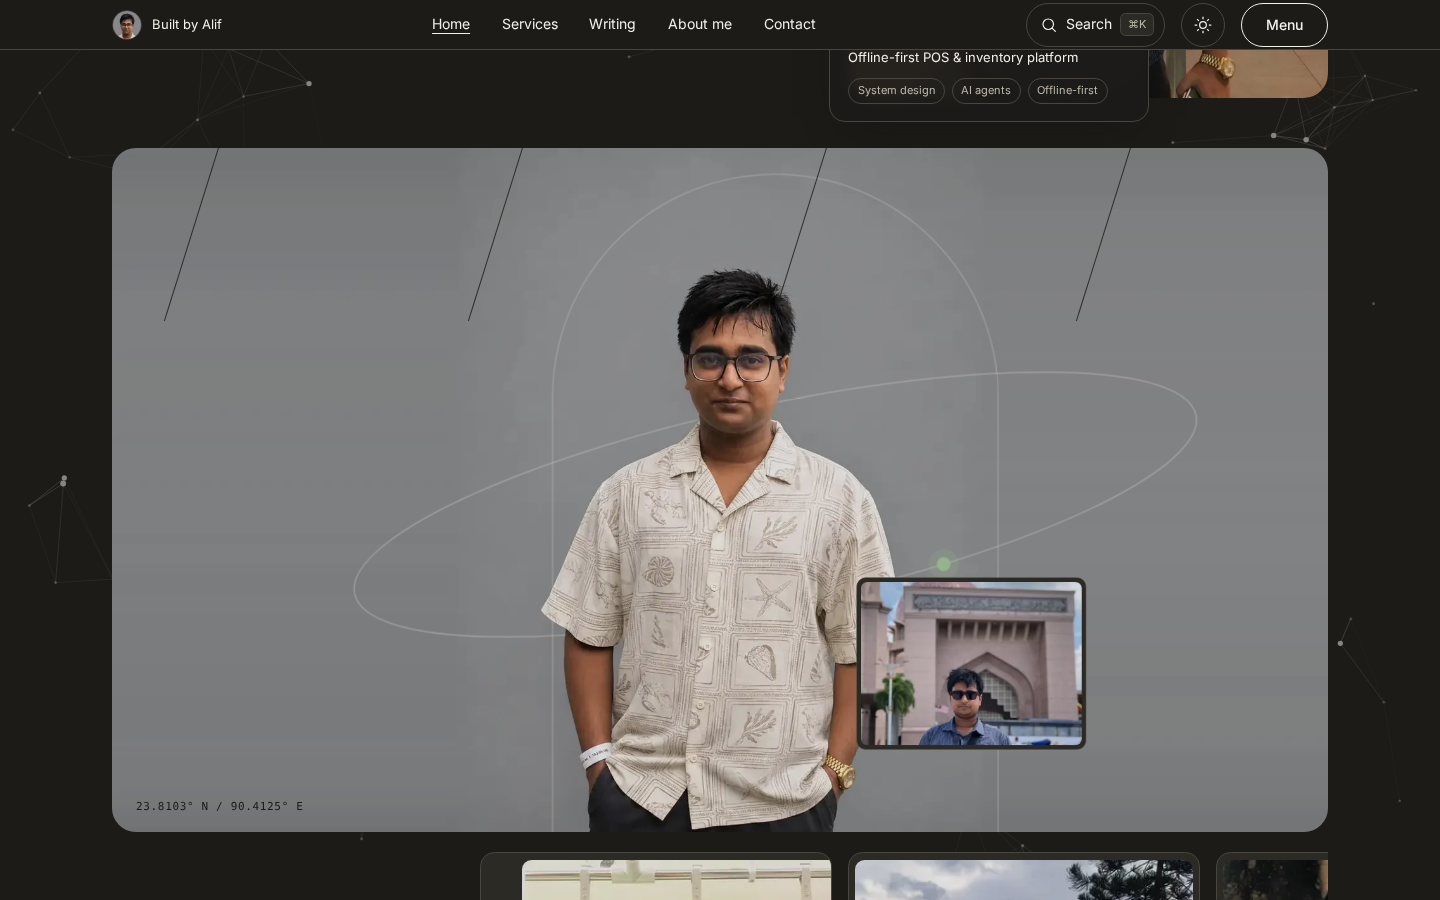 Built by Alif
Home
Services
Writing
About me
Contact
Search
⌘K
Menu
Offline-first POS & inventory platform
System design
AI agents
Offline-first
23.8103° N / 90.4125° E